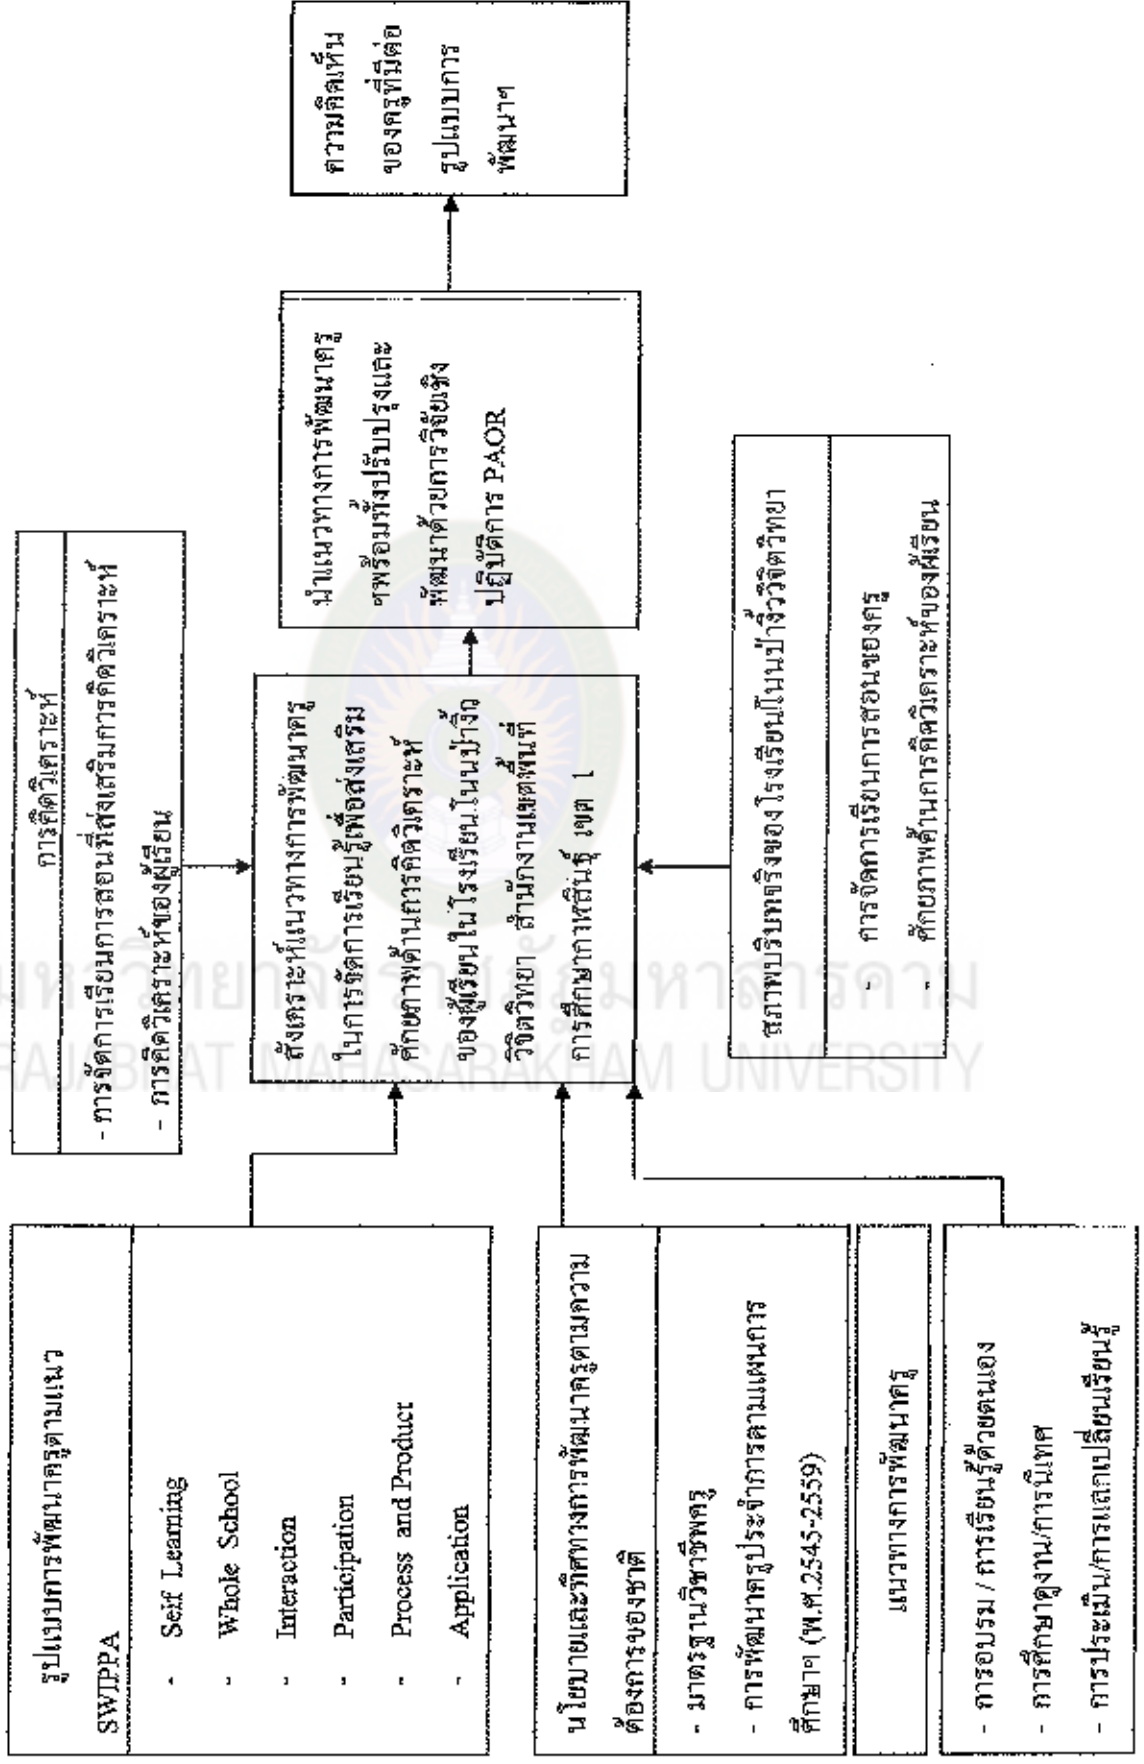 รูปแบบการพัฒนาครูตามแนว
SWIPPA
- Self Learning
- Whole School
- Interaction
- Participation
- Process and Product
- Application
นโยบายและทิศทางการพัฒนาครูตามความ
ต้องการของชาติ
- มาตรฐานวิชาชีพครู
- การพัฒนาครูประจำการตามแผนการ
ศึกษาฯ (พ.ศ.2545-2559)
แนวทางการพัฒนาครู
- การอบรม / การเรียนรู้ด้วยตนเอง
- การศึกษาดูงาน/การนิเทศ
- การประเมิน/การแลกเปลี่ยนเรียนรู้
การคิดวิเคราะห์
- การจัดการเรียนการสอนที่ส่งเสริมการคิดวิเคราะห์
- การคิดวิเคราะห์ของผู้เรียน
สังเคราะห์แนวทางการพัฒนาครู
ในการจัดการเรียนรู้เพื่อส่งเสริม
ศักยภาพด้านการคิดวิเคราะห์
ของผู้เรียนในโรงเรียนโนนป่างิ้ว
วิจิตวิทยา สำนักงานเขตพื้นที่
การศึกษากาฬสินธุ์ เขต 1
สภาพบริบทจริงของโรงเรียนโนนป่างิ้ววิจิตวิทยา
- การจัดการเรียนการสอนของครู
- ศักยภาพด้านการคิดวิเคราะห์ของผู้เรียน
นำแนวทางการพัฒนาครู
ฯพร้อมทั้งปรับปรุงและ
พัฒนาด้วยการวิจัยเชิง
ปฏิบัติการ PAOR
ความคิดเห็น
ของครูที่มีต่อ
รูปแบบการ
พัฒนาฯ
มหาวิทยาลัยราชภัฏมหาสารคาม
RAJABHAT MAHASARAKHAM UNIVERSITY